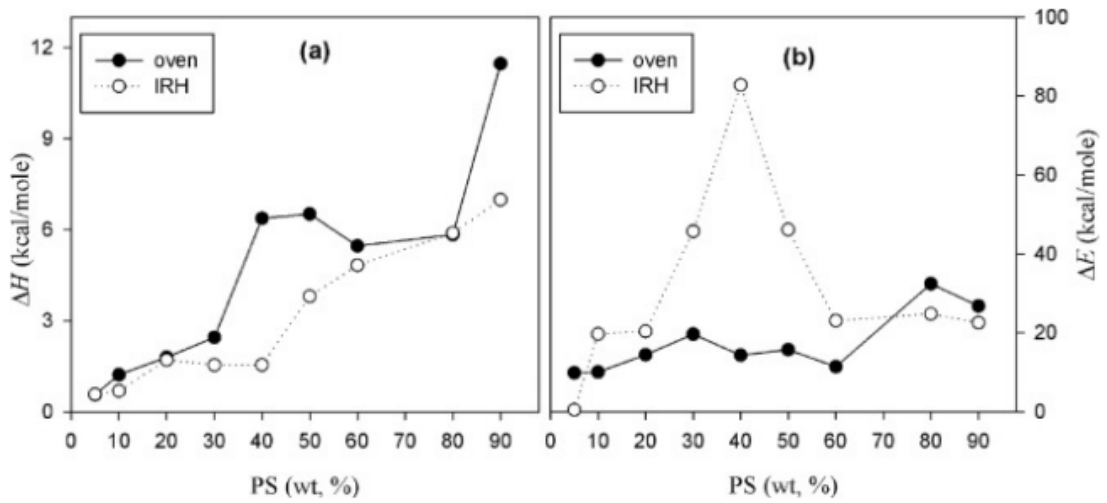 (a)
oven
IRH
ΔH (kcal/mole)
12
9
6
3
0
0 10 20 30 40 50 60 70 80 90
PS (wt, %)
(b)
oven
IRH
100
80
60
40
20
0
ΔE (kcal/mole)
0 10 20 30 40 50 60 70 80 90
PS (wt, %)